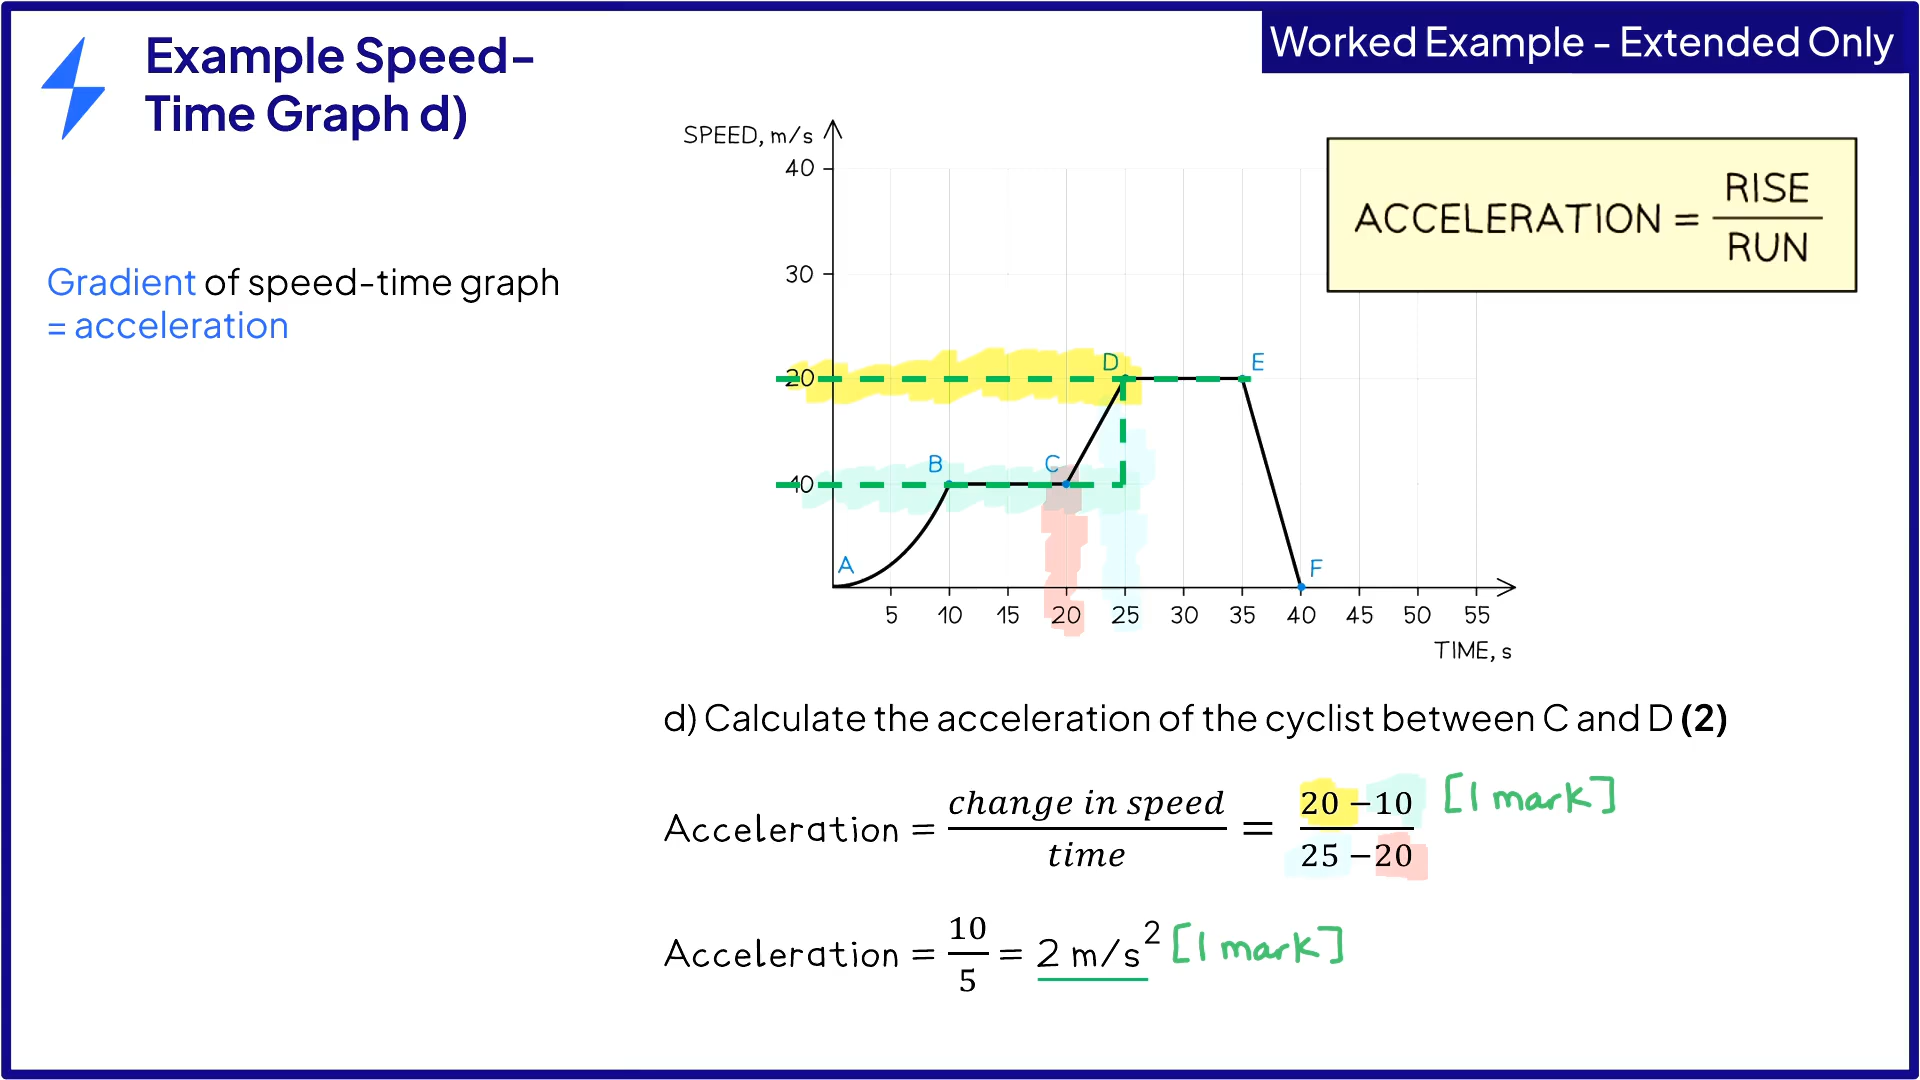 Example Speed-
Time Graph d)
Worked Example - Extended Only
Gradient of speed-time graph
= acceleration
SPEED, m/s
40
30
20
10
A
B
C
D
E
F
5 10 15 20 25 30 35 40 45 50 55
TIME, s
ACCELERATION = RISE / RUN
d) Calculate the acceleration of the cyclist between C and D (2)
Acceleration = change in speed / time = 20 − 10 / 25 − 20 [1 mark]
Acceleration = 10 / 5 = 2 m/s² [1 mark]